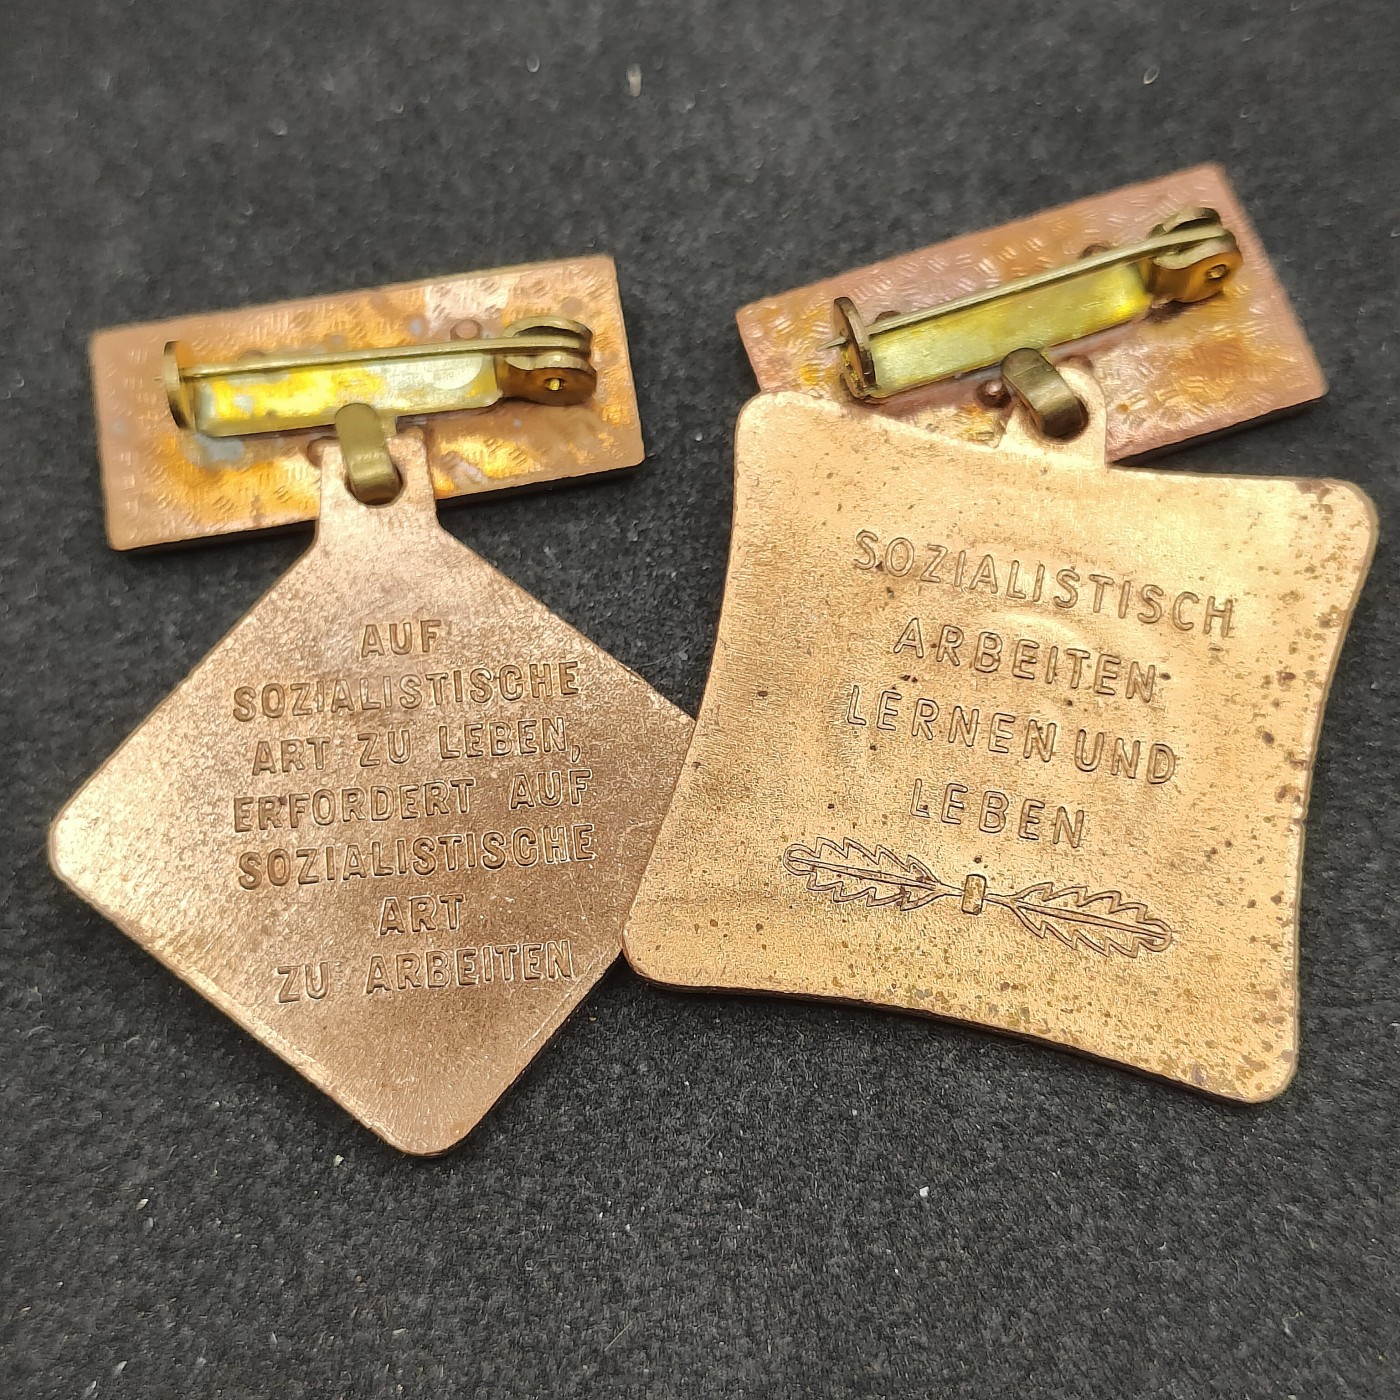 AUF
SOZIALISTISCHE
ART ZU LEBEN,
ERFORDERT AUF
SOZIALISTISCHE
ART
ZU ARBEITEN
SOZIALISTISCH
ARBEITEN
LERNEN UND
LEBEN